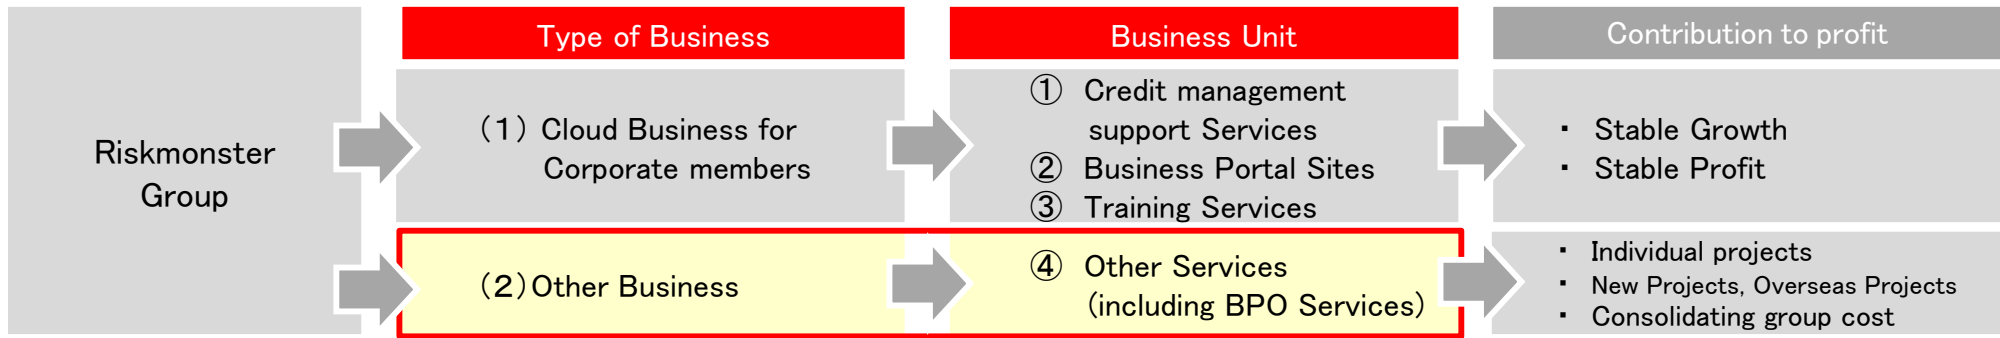 Type of Business
Business Unit
Contribution to profit
Riskmonster
Group
（1）Cloud Business for
Corporate members
① Credit management
support Services
② Business Portal Sites
③ Training Services
・ Stable Growth
・ Stable Profit
（2）Other Business
④ Other Services
（including BPO Services）
・ Individual projects
・ New Projects, Overseas Projects
・ Consolidating group cost